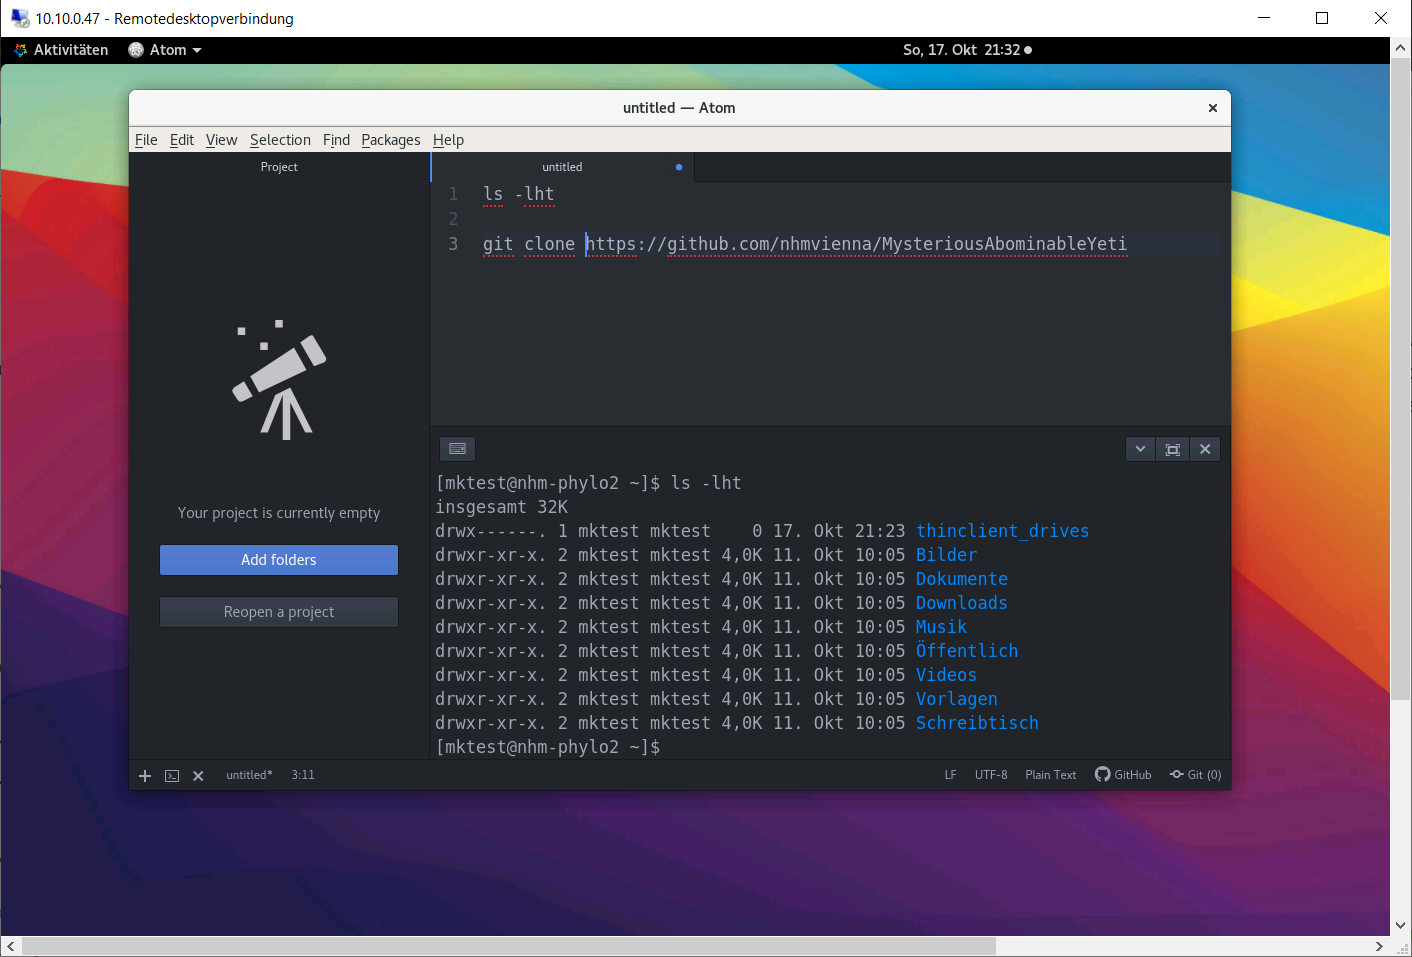 10.10.0.47 - Remotedesktopverbindung
Aktivitäten Atom So, 17. Okt 21:32
untitled — Atom
File Edit View Selection Find Packages Help
Project
untitled
1 ls -lht
2
3 git clone https://github.com/nhmvienna/MysteriousAbominableYeti
Your project is currently empty
Add folders
Reopen a project
[mktest@nhm-phylo2 ~]$ ls -lht
insgesamt 32K
drwx------. 1 mktest mktest    0 17. Okt 21:23 thinclient_drives
drwxr-xr-x. 2 mktest mktest 4,0K 11. Okt 10:05 Bilder
drwxr-xr-x. 2 mktest mktest 4,0K 11. Okt 10:05 Dokumente
drwxr-xr-x. 2 mktest mktest 4,0K 11. Okt 10:05 Downloads
drwxr-xr-x. 2 mktest mktest 4,0K 11. Okt 10:05 Musik
drwxr-xr-x. 2 mktest mktest 4,0K 11. Okt 10:05 Öffentlich
drwxr-xr-x. 2 mktest mktest 4,0K 11. Okt 10:05 Videos
drwxr-xr-x. 2 mktest mktest 4,0K 11. Okt 10:05 Vorlagen
drwxr-xr-x. 2 mktest mktest 4,0K 11. Okt 10:05 Schreibtisch
[mktest@nhm-phylo2 ~]$
untitled* 3:11 LF UTF-8 Plain Text GitHub Git (0)